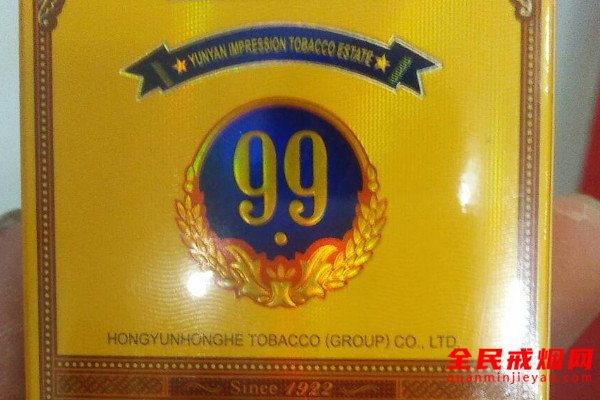 YUNYAN IMPRESSION TOBACCO ESTATE
99
HONGYUNHONGHE TOBACCO (GROUP) CO., LTD
Since 1922
全民戒烟网
quanminjieyan.com